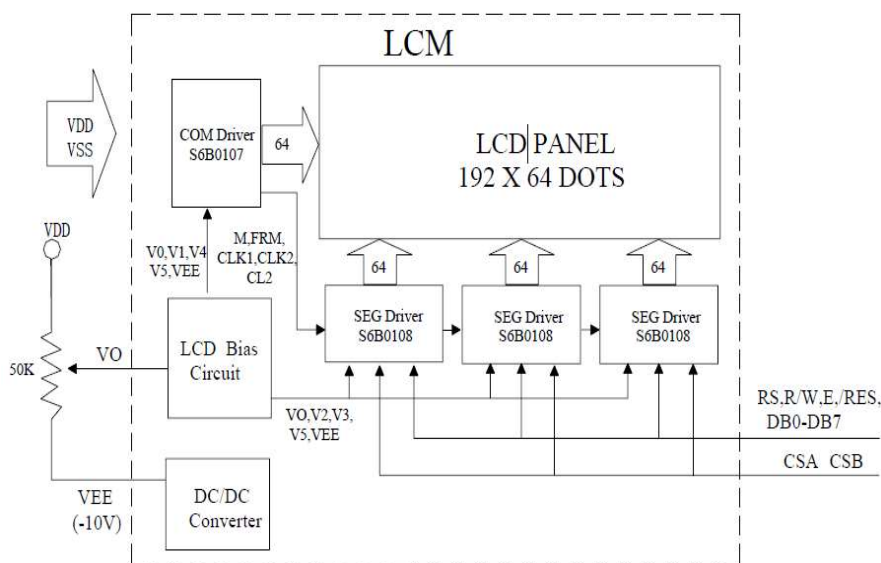 LCM
VDD
VSS
COM Driver
S6B0107
64
LCD PANEL
192 X 64 DOTS
VDD
V0,V1,V4
V5,VEE
M,FRM,
CLK1,CLK2,
CL2
64
64
64
SEG Driver
S6B0108
SEG Driver
S6B0108
SEG Driver
S6B0108
50K
VO
LCD Bias
Circuit
VO,V2,V3,
V5,VEE
RS,R/W,E,/RES,
DB0-DB7
CSA CSB
VEE
(-10V)
DC/DC
Converter